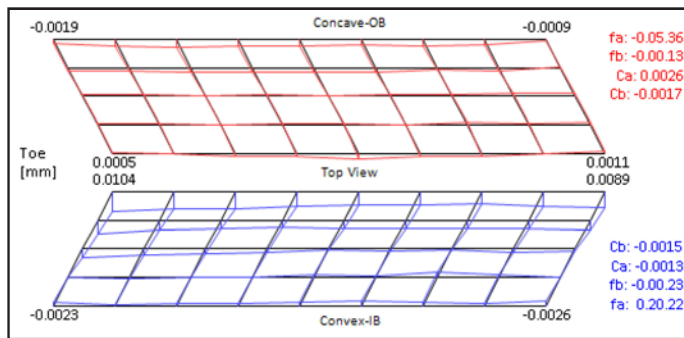 -0.0019 Concave-OB -0.0009
fa: -0.05.36
fb: -0.00.13
Ca: 0.0026
Cb: -0.0017
Toe
[mm]
0.0005 Top View 0.0011
0.0104 0.0089
Cb: -0.0015
Ca: -0.0013
fb: -0.00.23
fa: 0.20.22
-0.0023 Convex-IB -0.0026